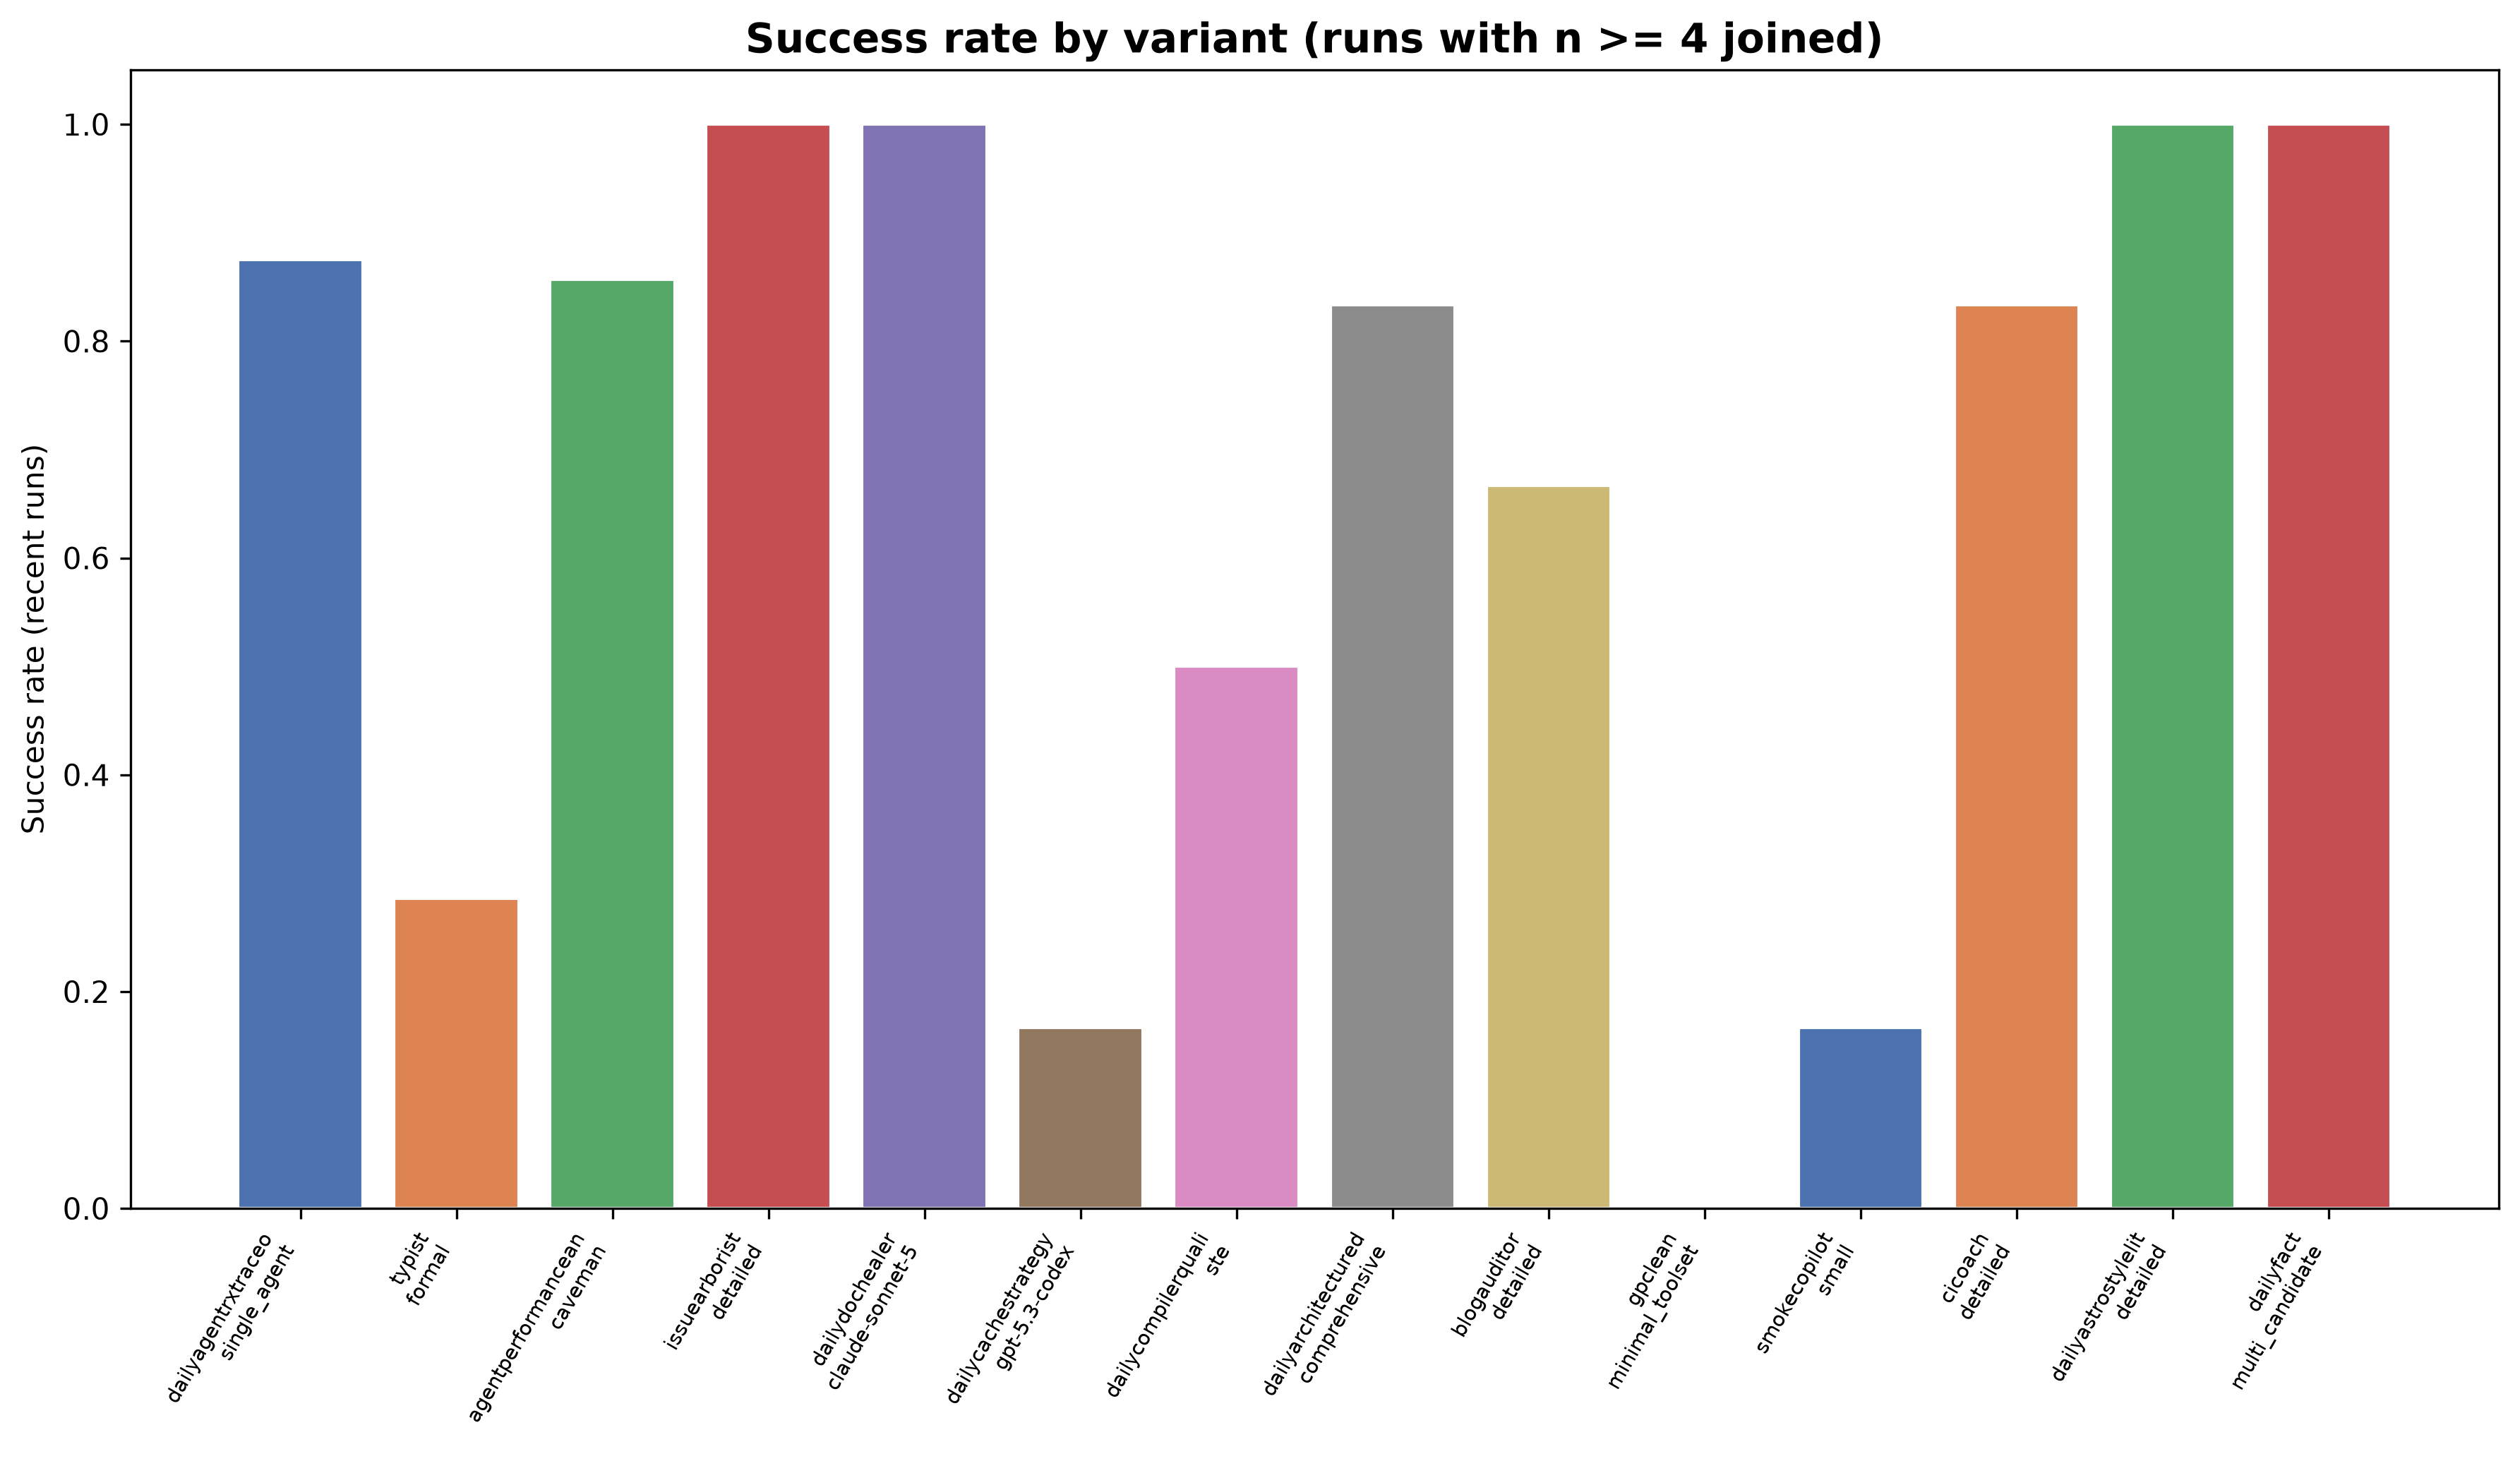 Success rate by variant (runs with n >= 4 joined)
Success rate (recent runs)
1.0
0.8
0.6
0.4
0.2
0.0
dailyagentrxtraceo
single_agent
typist
formal
agentperformancean
caveman
issuearborist
detailed
dailydochealer
claude-sonnet-5
dailycachestrategy
gpt-5.3-codex
dailycompilerquali
ste
dailyarchitectured
comprehensive
blogauditor
detailed
gpclean
minimal_toolset
smokecopilot
small
cicoach
detailed
dailyastrostylelit
detailed
dailyfact
multi_candidate